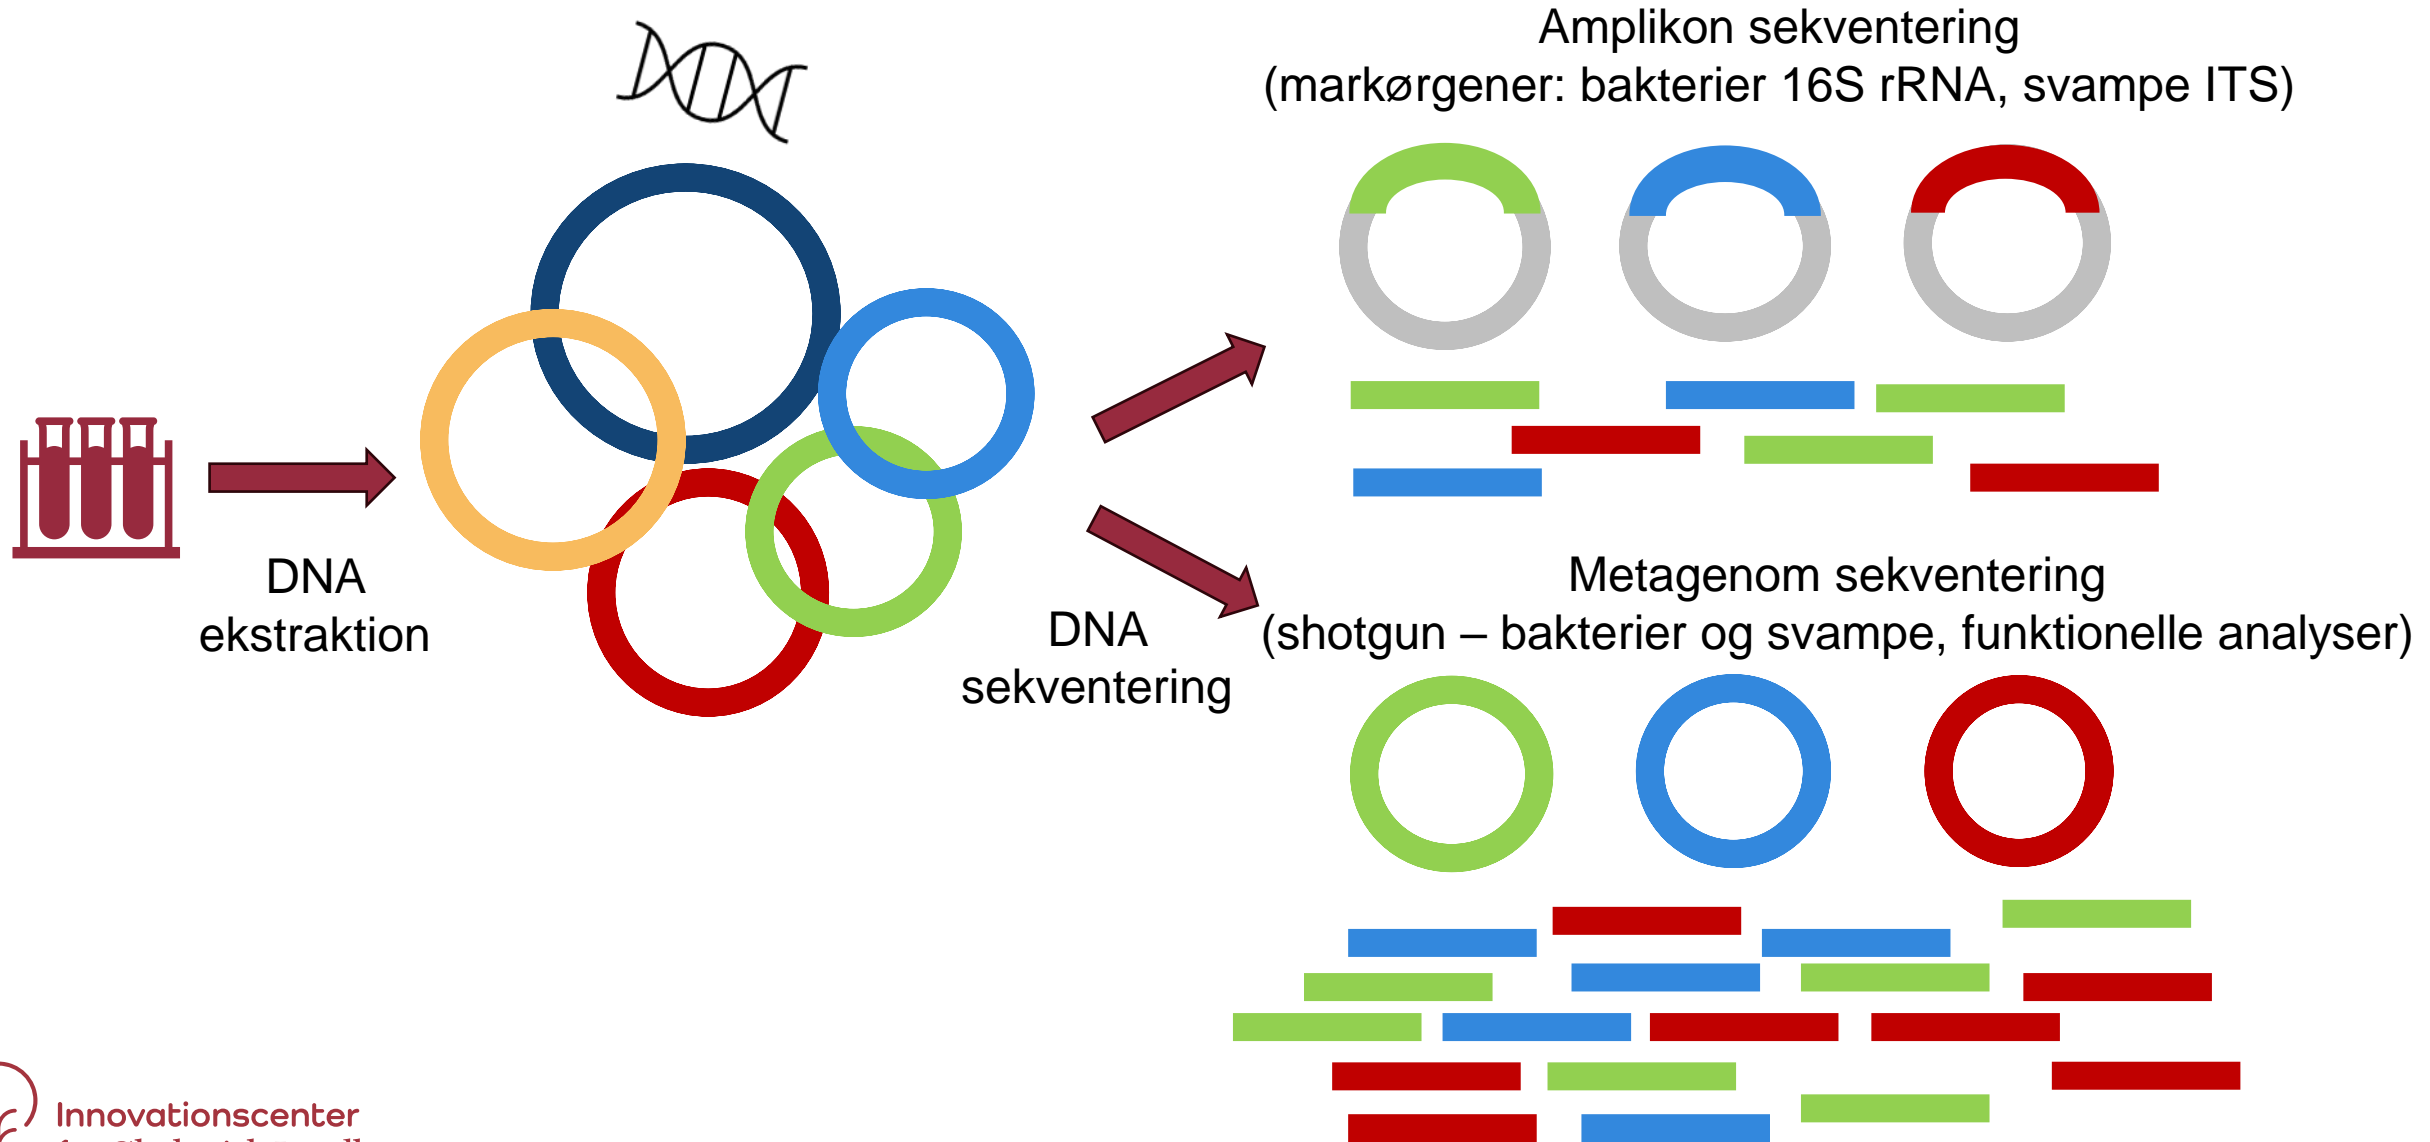 Amplikon sekventering
(markørgener: bakterier 16S rRNA, svampe ITS)
DNA
ekstraktion
DNA
sekventering
Metagenom sekventering
(shotgun – bakterier og svampe, funktionelle analyser)
Innovationscenter